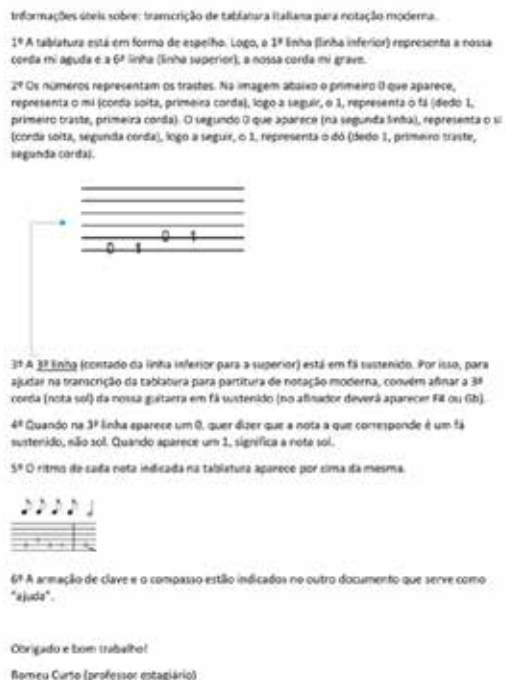 Informações úteis sobre: transcrição de tablatura italiana para notação moderna.
1º A tablatura está em forma de espelho. Logo, a 1ª linha (linha inferior) representa a nossa
corda mi aguda e a 6ª linha (linha superior), a nossa corda mi grave.
2º Os números representam os trastes. Na imagem abaixo o primeiro 0 que aparece,
representa o mi (corda solta, primeira corda), logo a seguir, o 1, representa o fá (dedo 1,
primeiro traste, primeira corda). O segundo 0 que aparece (na segunda linha), representa o si
(corda solta, segunda corda), logo a seguir, o 1, representa o dó (dedo 1, primeiro traste,
segunda corda).
0 1 0 1
3º A 3ª linha (contado da linha inferior para a superior) está em fá sustenido. Por isso, para
ajudar na transcrição da tablatura para partitura de notação moderna, convém afinar a 3ª
corda (nota sol) da nossa guitarra em fá sustenido (no afinador deverá aparecer F# ou Gb).
4º Quando na 3ª linha aparece um 0, quer dizer que a nota a que corresponde é um fá
sustenido, não sol. Quando aparece um 1, significa a nota sol.
5º O ritmo de cada nota indicada na tablatura aparece por cima da mesma.
6º A armação de clave e o compasso estão indicados no outro documento que serve como
"ajuda".
Obrigado e bom trabalho!
Romeu Curto (professor estagiário)